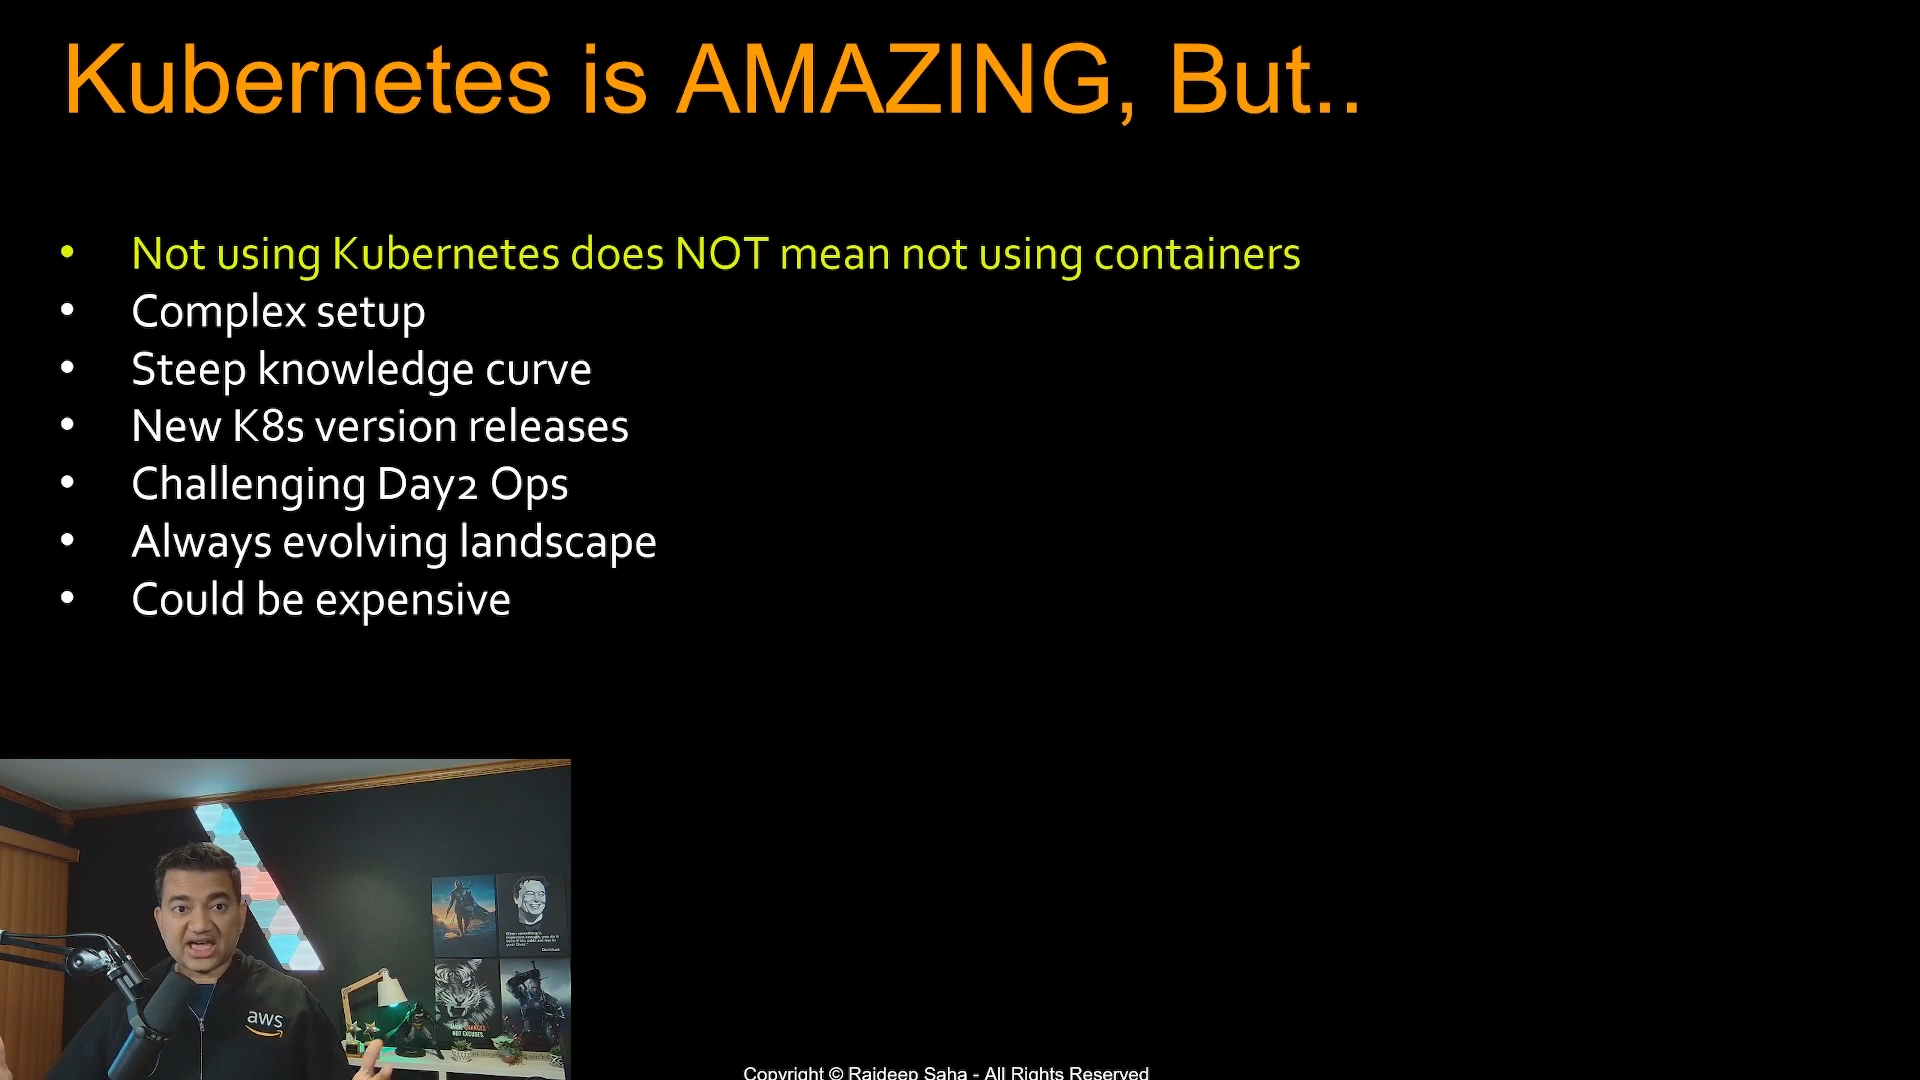 Kubernetes is AMAZING, But..
• Not using Kubernetes does NOT mean not using containers
• Complex setup
• Steep knowledge curve
• New K8s version releases
• Challenging Day2 Ops
• Always evolving landscape
• Could be expensive
aws
NOT EXCUSES.
Copyright © Rajdeep Saha - All Rights Reserved